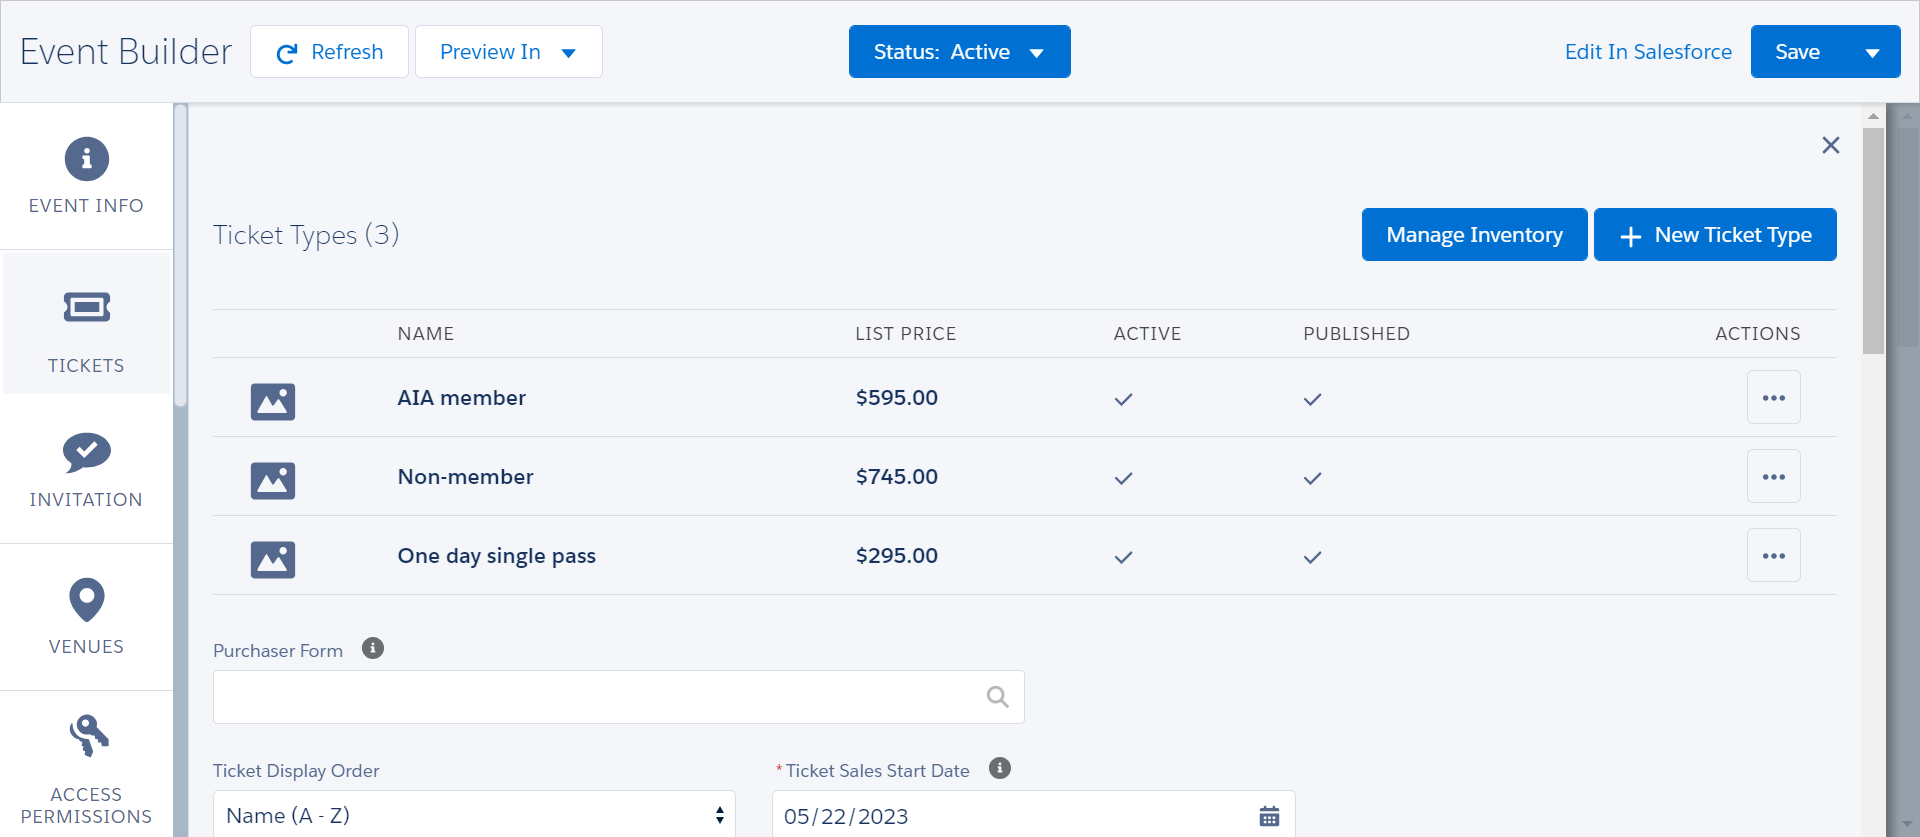 Event Builder Refresh Preview In Status: Active Edit In Salesforce Save
EVENT INFO
TICKETS
INVITATION
VENUES
ACCESS
PERMISSIONS
Ticket Types (3) Manage Inventory New Ticket Type
NAME LIST PRICE ACTIVE PUBLISHED ACTIONS
AIA member $595.00
Non-member $745.00
One day single pass $295.00
Purchaser Form
Ticket Display Order *Ticket Sales Start Date
Name (A - Z) 05/22/2023